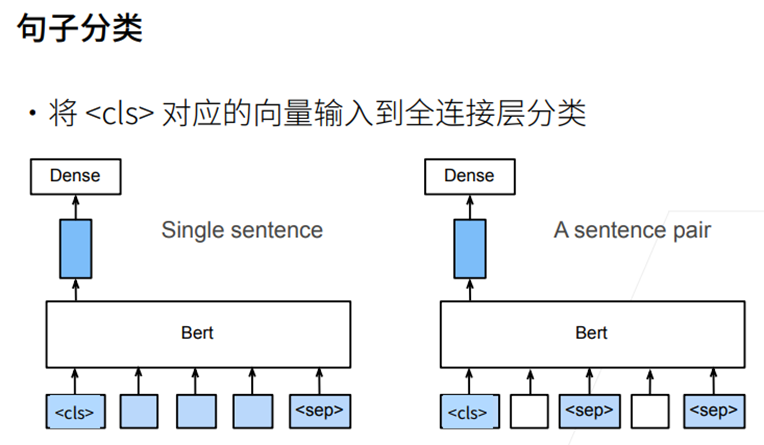 句子分类
• 将 <cls> 对应的向量输入到全连接层分类
Dense
Single sentence
Bert
<cls>
<sep>
Dense
A sentence pair
Bert
<cls>
<sep>
<sep>